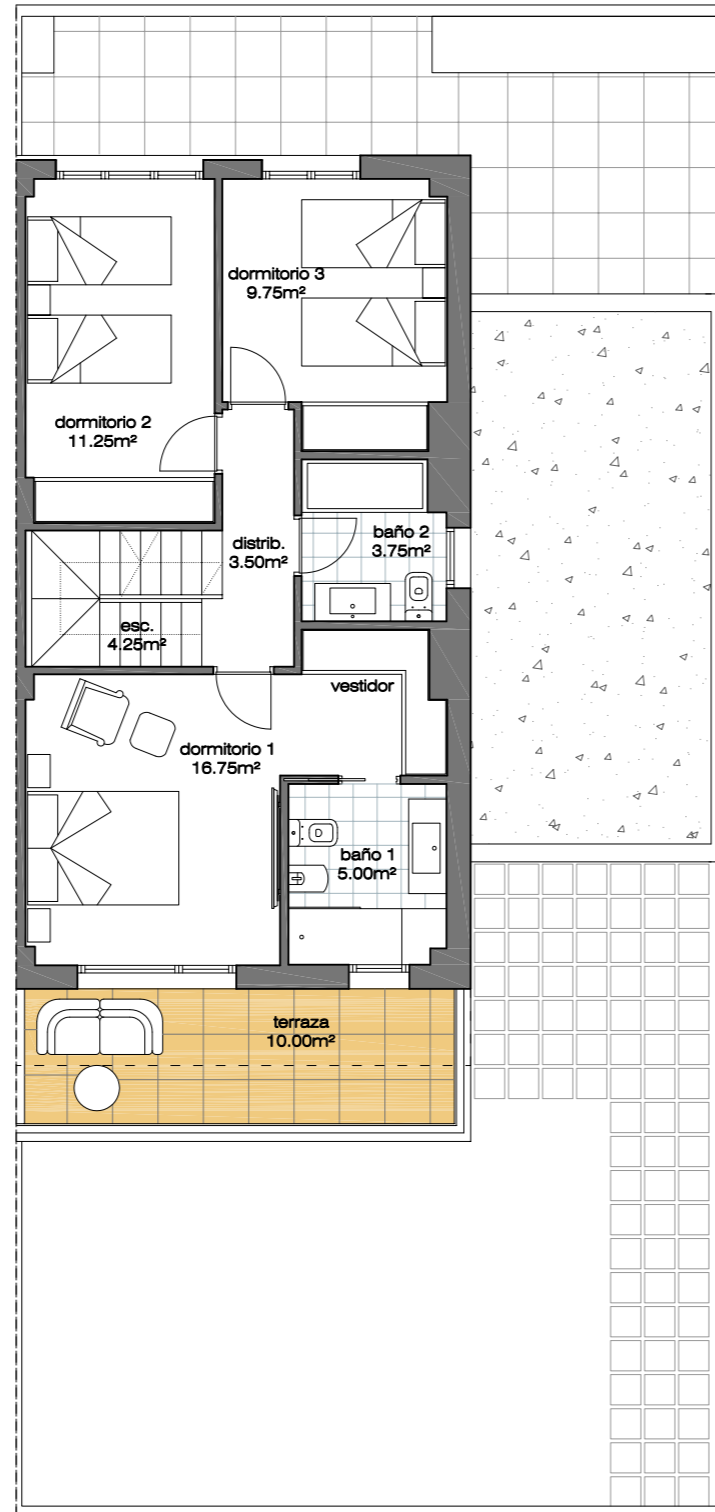 dormitorio 3
9.75m²
dormitorio 2
11.25m²
distrib.
3.50m²
baño 2
3.75m²
esc.
4.25m²
vestidor
dormitorio 1
16.75m²
baño 1
5.00m²
terraza
10.00m²